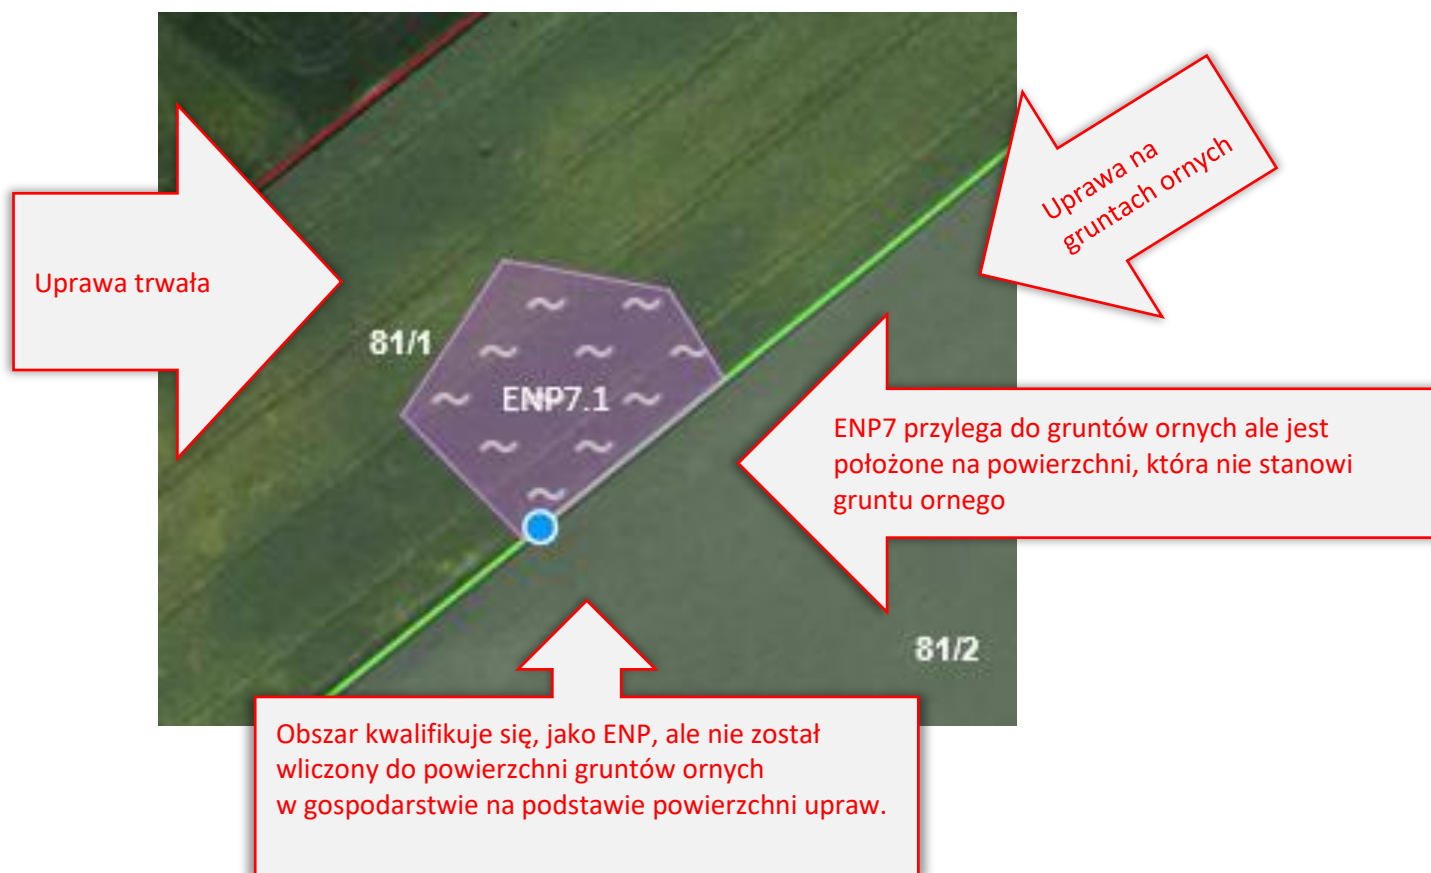 Uprawa na
gruntach ornych
Uprawa trwała
81/1
ENP7.1
ENP7 przylega do gruntów ornych ale jest
położone na powierzchni, która nie stanowi
gruntu ornego
81/2
Obszar kwalifikuje się, jako ENP, ale nie został
wliczony do powierzchni gruntów ornych
w gospodarstwie na podstawie powierzchni upraw.